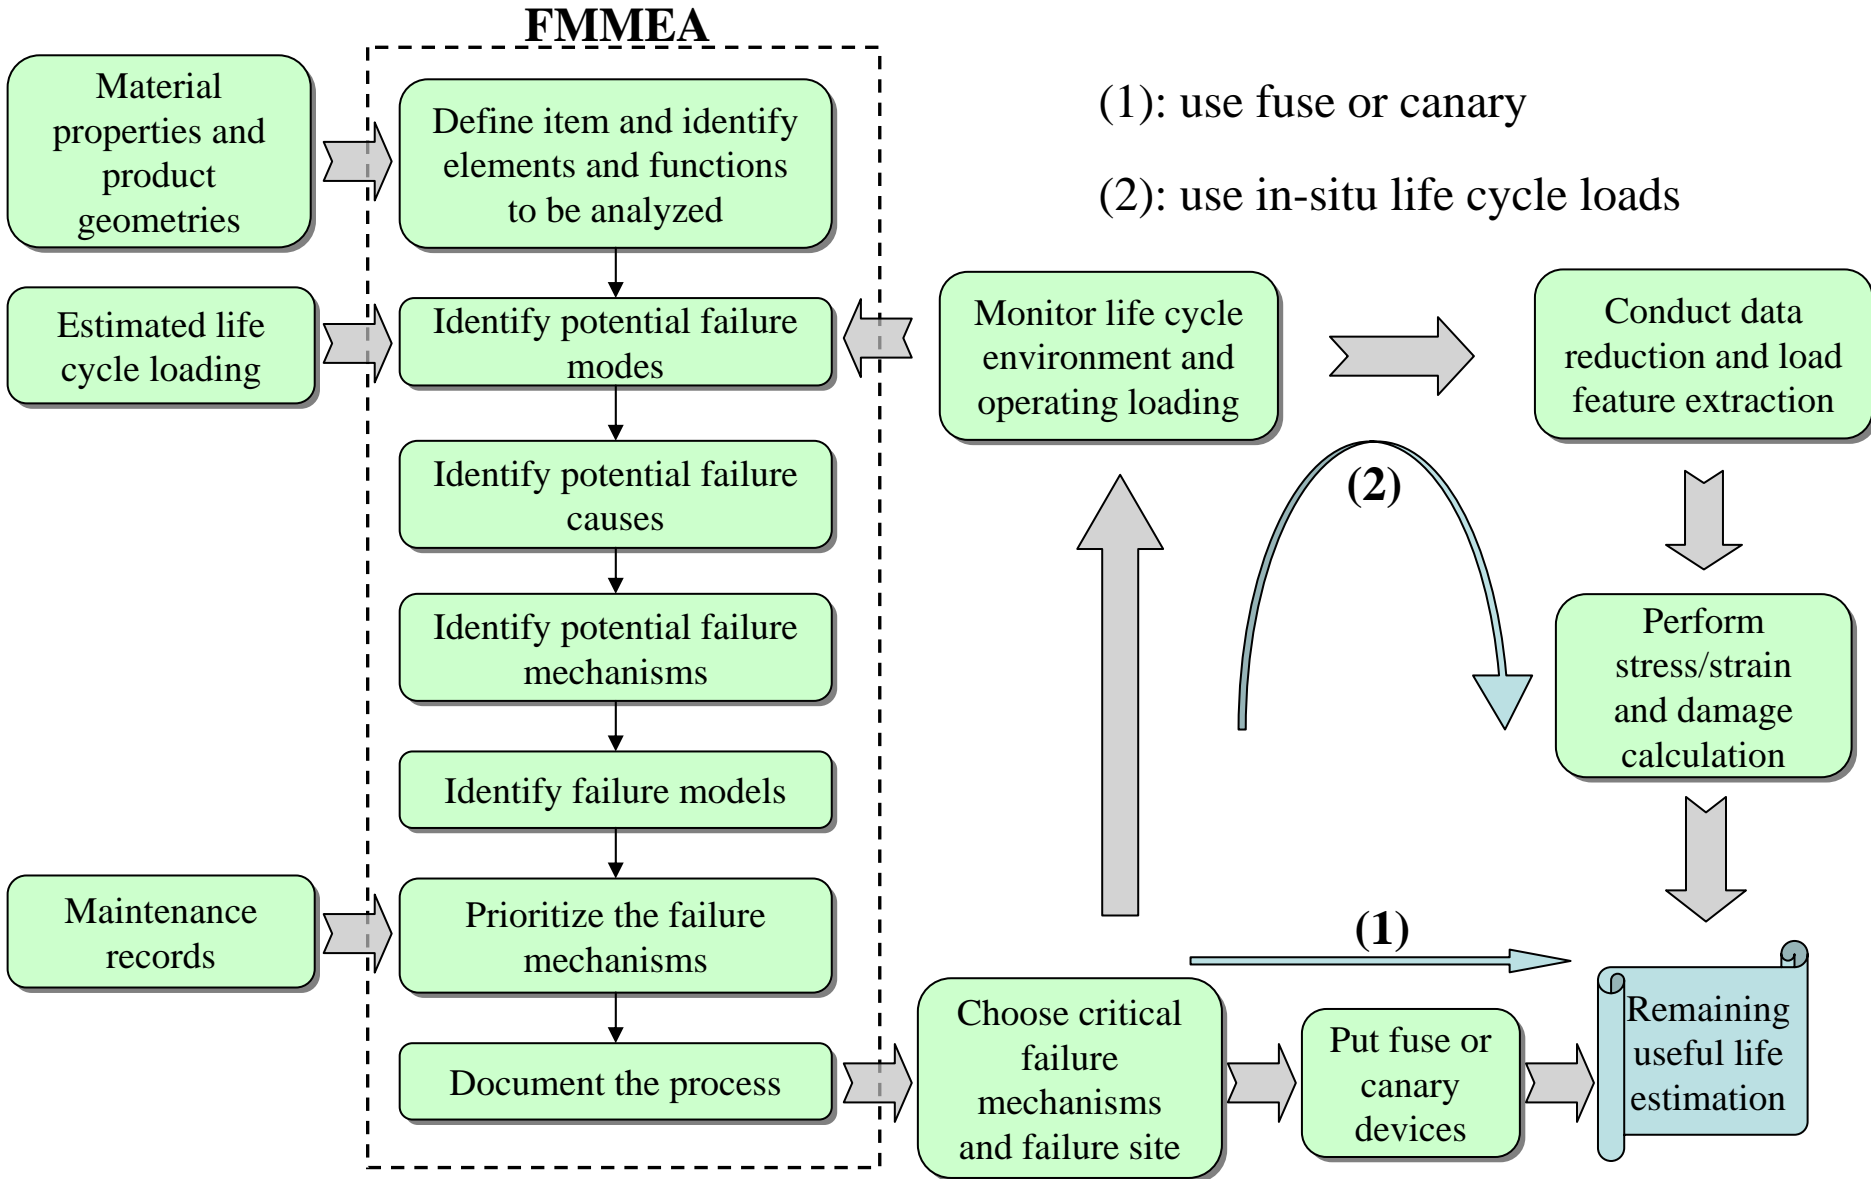 FMMEA
Material
properties and
product
geometries
Define item and identify
elements and functions
to be analyzed
(1): use fuse or canary
(2): use in-situ life cycle loads
Estimated life
cycle loading
Identify potential failure
modes
Monitor life cycle
environment and
operating loading
Conduct data
reduction and load
feature extraction
Identify potential failure
causes
(2)
Identify potential failure
mechanisms
Perform
stress/strain
and damage
calculation
Identify failure models
Maintenance
records
Prioritize the failure
mechanisms
(1)
Document the process
Choose critical
failure
mechanisms
and failure site
Put fuse or
canary
devices
Remaining
useful life
estimation